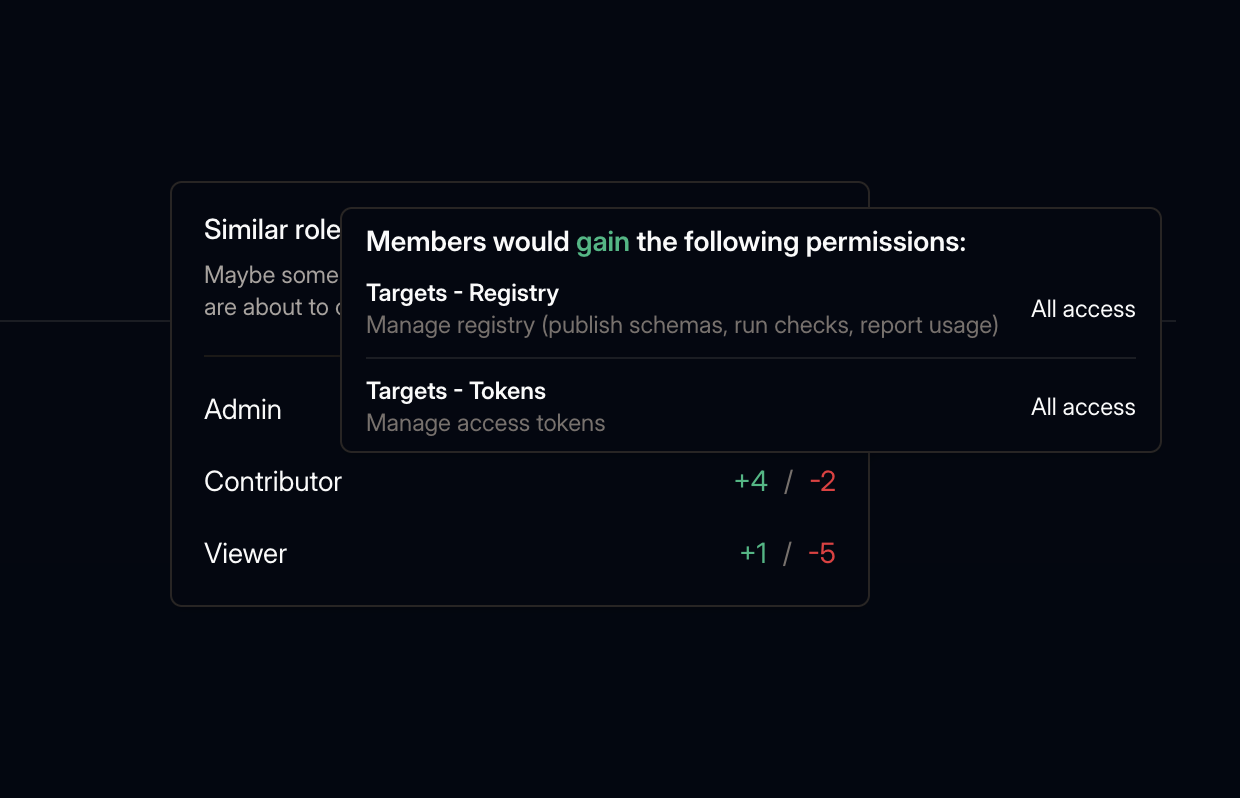 Similar role
Maybe some
are about to
Members would gain the following permissions:
Targets - Registry
Manage registry (publish schemas, run checks, report usage)
All access
Targets - Tokens
Manage access tokens
All access
Admin
Contributor
+4 / -2
Viewer
+1 / -5